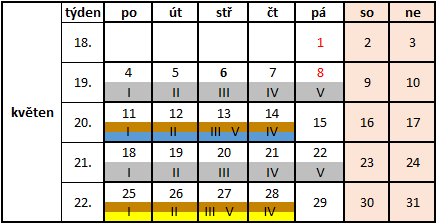 týden po út stř čt pá so ne
18. 1 2 3
19. 4 5 6 7 8 9 10
I II III IV V
květen
20. 11 12 13 14 15 16 17
I II III V IV
21. 18 19 20 21 22 23 24
I II III IV V
22. 25 26 27 28 29 30 31
I II III V IV